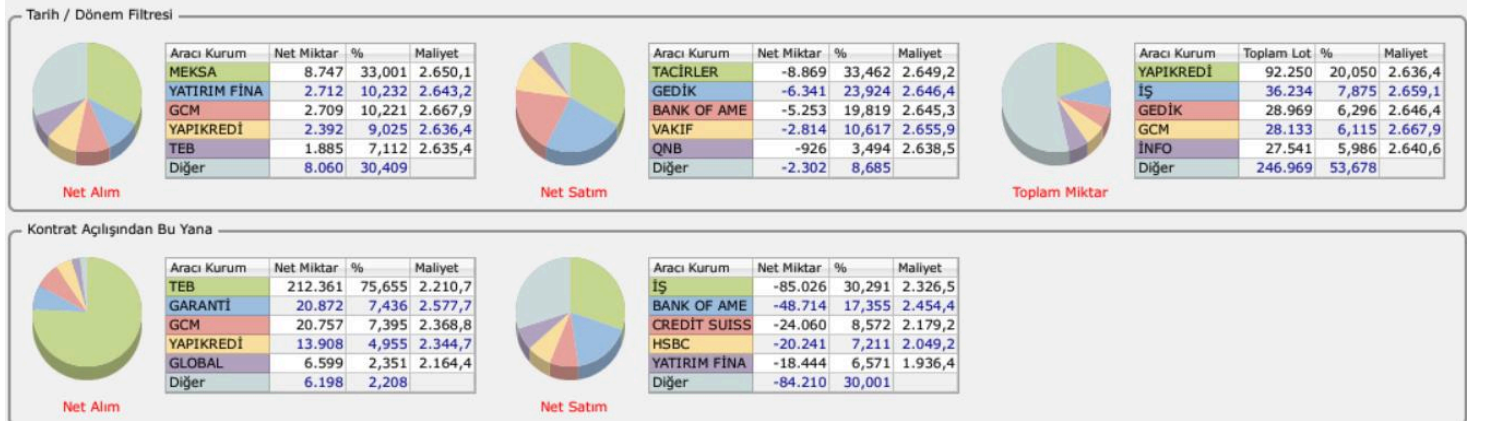 Tarih / Dönem Filtresi
Aracı Kurum Net Miktar % Maliyet
MEKSA 8.747 33,001 2.650,1
YATIRIM FİNA 2.712 10,232 2.643,2
GCM 2.709 10,221 2.667,9
YAPIKREDİ 2.392 9,025 2.636,4
TEB 1.885 7,112 2.635,4
Diğer 8.060 30,409
Net Alım
Aracı Kurum Net Miktar % Maliyet
TACİRLER -8.869 33,462 2.649,2
GEDİK -6.341 23,924 2.646,4
BANK OF AME -5.253 19,819 2.645,3
VAKIF -2.814 10,617 2.655,9
QNB -926 3,494 2.638,5
Diğer -2.302 8,685
Net Satım
Aracı Kurum Toplam Lot % Maliyet
YAPIKREDİ 92.250 20,050 2.636,4
İŞ 36.234 7,875 2.659,1
GEDİK 28.969 6,296 2.646,4
GCM 28.133 6,115 2.667,9
İNFO 27.541 5,986 2.640,6
Diğer 246.969 53,678
Toplam Miktar
Kontrat Açılışından Bu Yana
Aracı Kurum Net Miktar % Maliyet
TEB 212.361 75,655 2.210,7
GARANTİ 20.872 7,436 2.577,7
GCM 20.757 7,395 2.368,8
YAPIKREDİ 13.908 4,955 2.344,7
GLOBAL 6.599 2,351 2.164,4
Diğer 6.198 2,208
Net Alım
Aracı Kurum Net Miktar % Maliyet
İŞ -85.026 30,291 2.326,5
BANK OF AME -48.714 17,355 2.454,4
CREDİT SUISS -24.060 8,572 2.179,2
HSBC -20.241 7,211 2.049,2
YATIRIM FİNA -18.444 6,571 1.936,4
Diğer -84.210 30,001
Net Satım